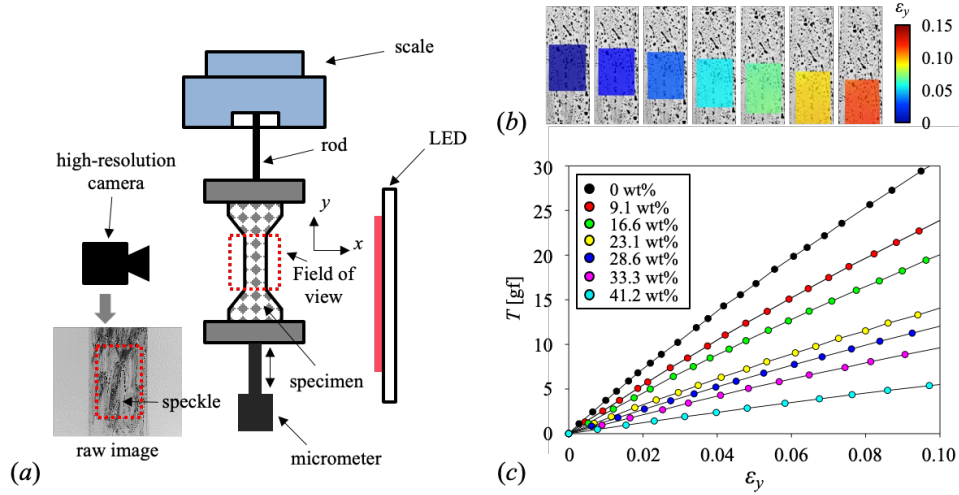 scale
rod
LED
high-resolution
camera
y
x
Field of
view
specimen
speckle
raw image
micrometer
(a)
ε_y
0.15
0.10
0.05
0
(b)
30
25
20
15
10
5
0
T [gf]
0 wt%
9.1 wt%
16.6 wt%
23.1 wt%
28.6 wt%
33.3 wt%
41.2 wt%
0
0.02
0.04
0.06
0.08
0.10
ε_y
(c)